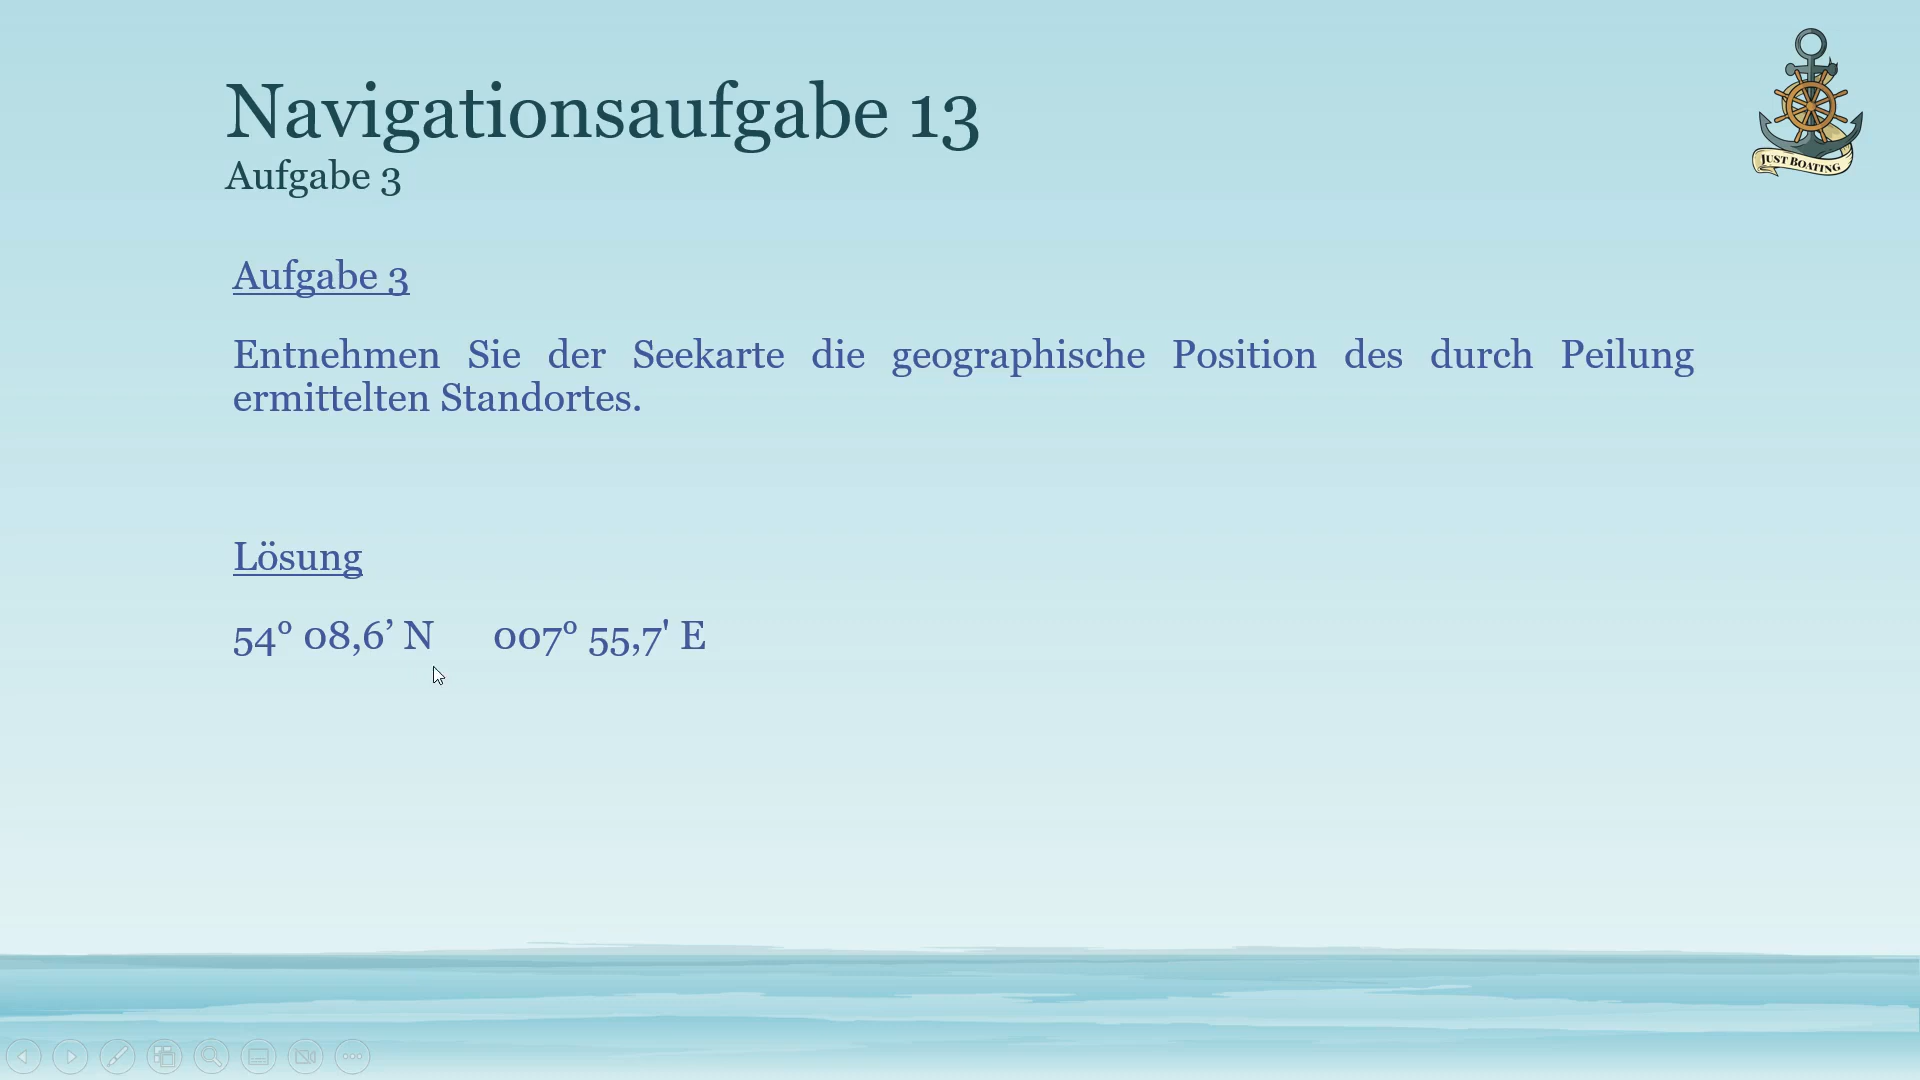 Navigationsaufgabe 13
Aufgabe 3
JUST BOATING
Aufgabe 3
Entnehmen Sie der Seekarte die geographische Position des durch Peilung
ermittelten Standortes.
Lösung
54° 08,6’ N 007° 55,7' E